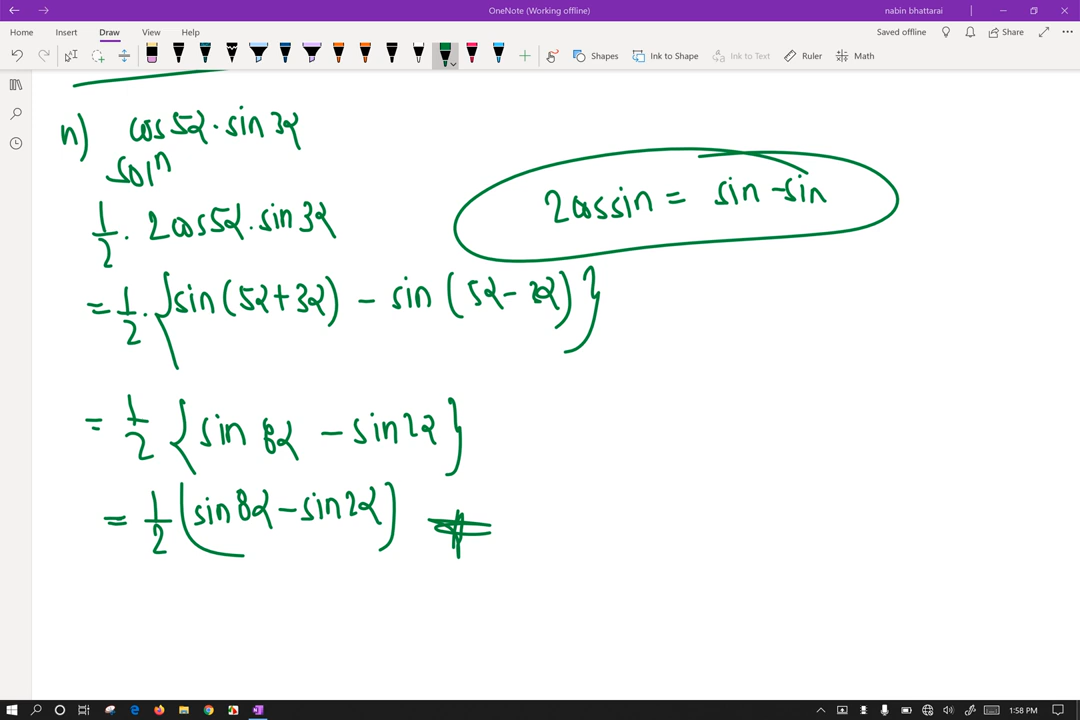 OneNote (Working offline)
nabin bhattarai
Home Insert Draw View Help
Saved offline
Share
Shapes
Ink to Shape
Ink to Text
Ruler
Math
n) cos5α·sin3α
solⁿ
2cossin = sin - sin
1/2 · 2cos5α·sin3α
= 1/2 · {sin(5α+3α) - sin(5α-3α)}
= 1/2 {sin 8α - sin2α}
= 1/2 (sin8α - sin2α)
1:58 PM